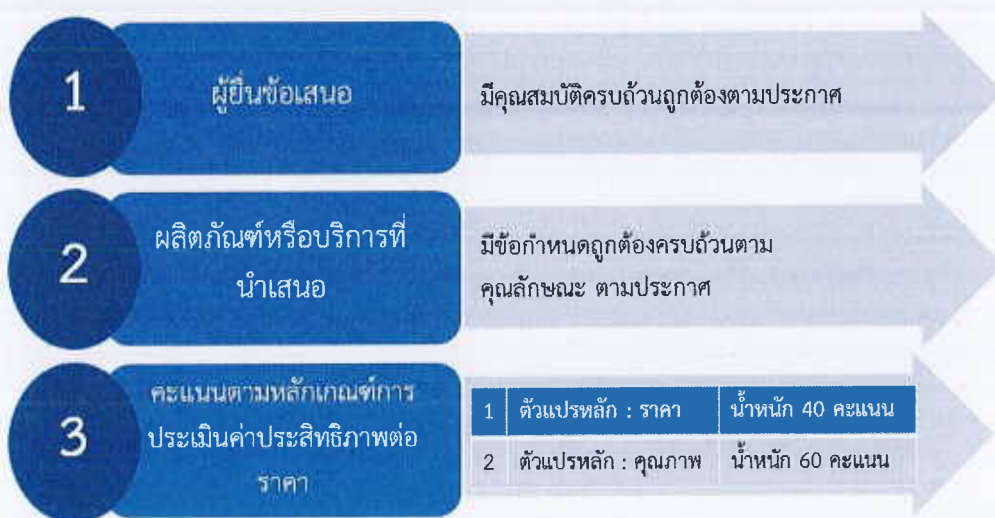 1
ผู้ยื่นข้อเสนอ
มีคุณสมบัติครบถ้วนถูกต้องตามประกาศ
2
ผลิตภัณฑ์หรือบริการที่
นำเสนอ
มีข้อกำหนดถูกต้องครบถ้วนตาม
คุณลักษณะ ตามประกาศ
3
คะแนนตามหลักเกณฑ์การ
ประเมินค่าประสิทธิภาพต่อ
ราคา
1 ตัวแปรหลัก : ราคา น้ำหนัก 40 คะแนน
2 ตัวแปรหลัก : คุณภาพ น้ำหนัก 60 คะแนน